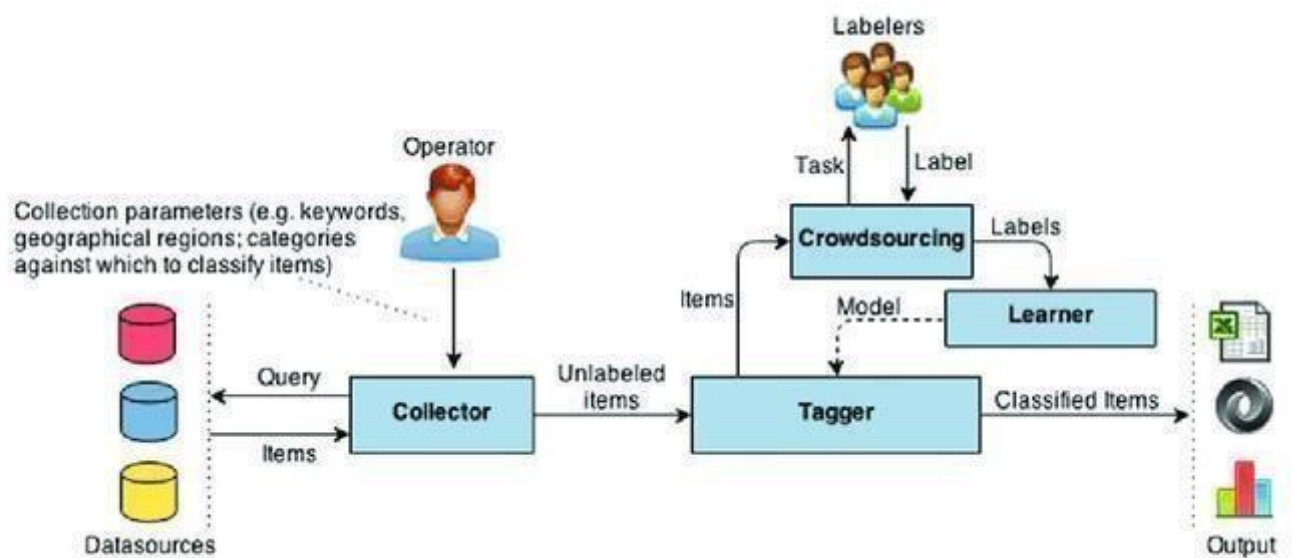 Labelers
Operator
Task
Label
Collection parameters (e.g. keywords,
geographical regions; categories
against which to classify items)
Crowdsourcing
Labels
Items
Model
Learner
Query
Collector
Unlabeled
items
Tagger
Classified Items
Items
Datasources
Output